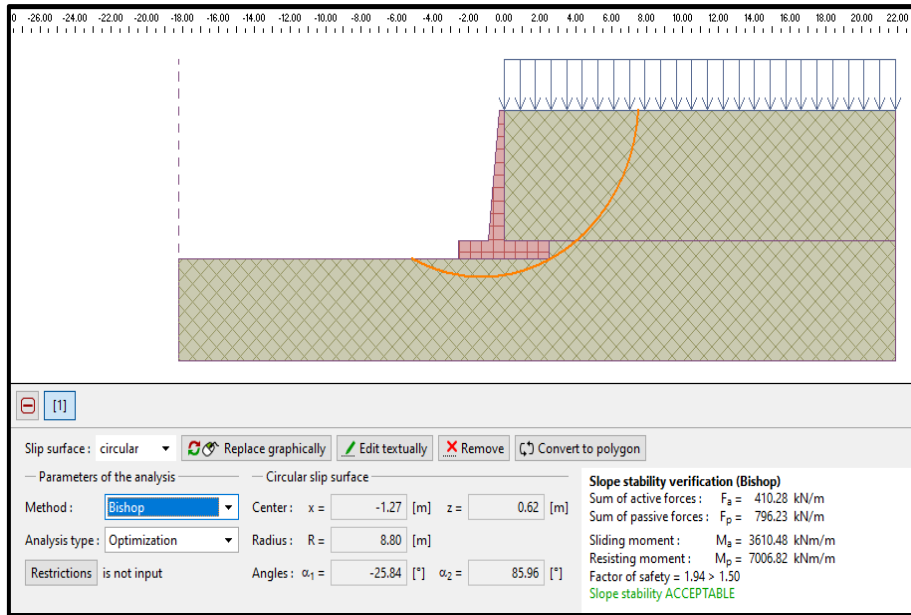 0 -26.00 -24.00 -22.00 -20.00 -18.00 -16.00 -14.00 -12.00 -10.00 -8.00 -6.00 -4.00 -2.00 0.00 2.00 4.00 6.00 8.00 10.00 12.00 14.00 16.00 18.00 20.00 22.00
[1]
Slip surface : circular Replace graphically Edit textually Remove Convert to polygon
Parameters of the analysis Circular slip surface
Method : Bishop Center : x = -1.27 [m] z = 0.62 [m]
Analysis type : Optimization Radius : R = 8.80 [m]
Restrictions is not input Angles : α1 = -25.84 [°] α2 = 85.96 [°]
Slope stability verification (Bishop)
Sum of active forces : Fa = 410.28 kN/m
Sum of passive forces : Fp = 796.23 kN/m
Sliding moment : Ma = 3610.48 kNm/m
Resisting moment : Mp = 7006.82 kNm/m
Factor of safety = 1.94 > 1.50
Slope stability ACCEPTABLE